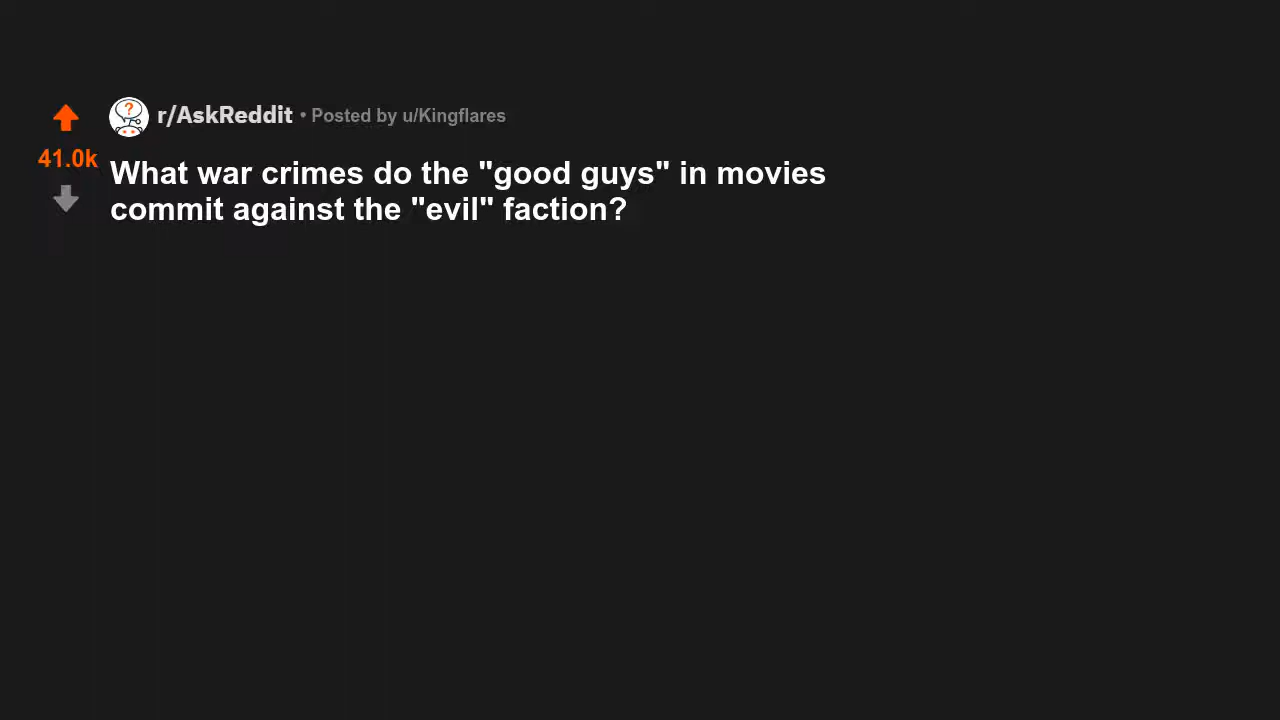 r/AskReddit • Posted by u/Kingflares
41.0k
What war crimes do the "good guys" in movies
commit against the "evil" faction?